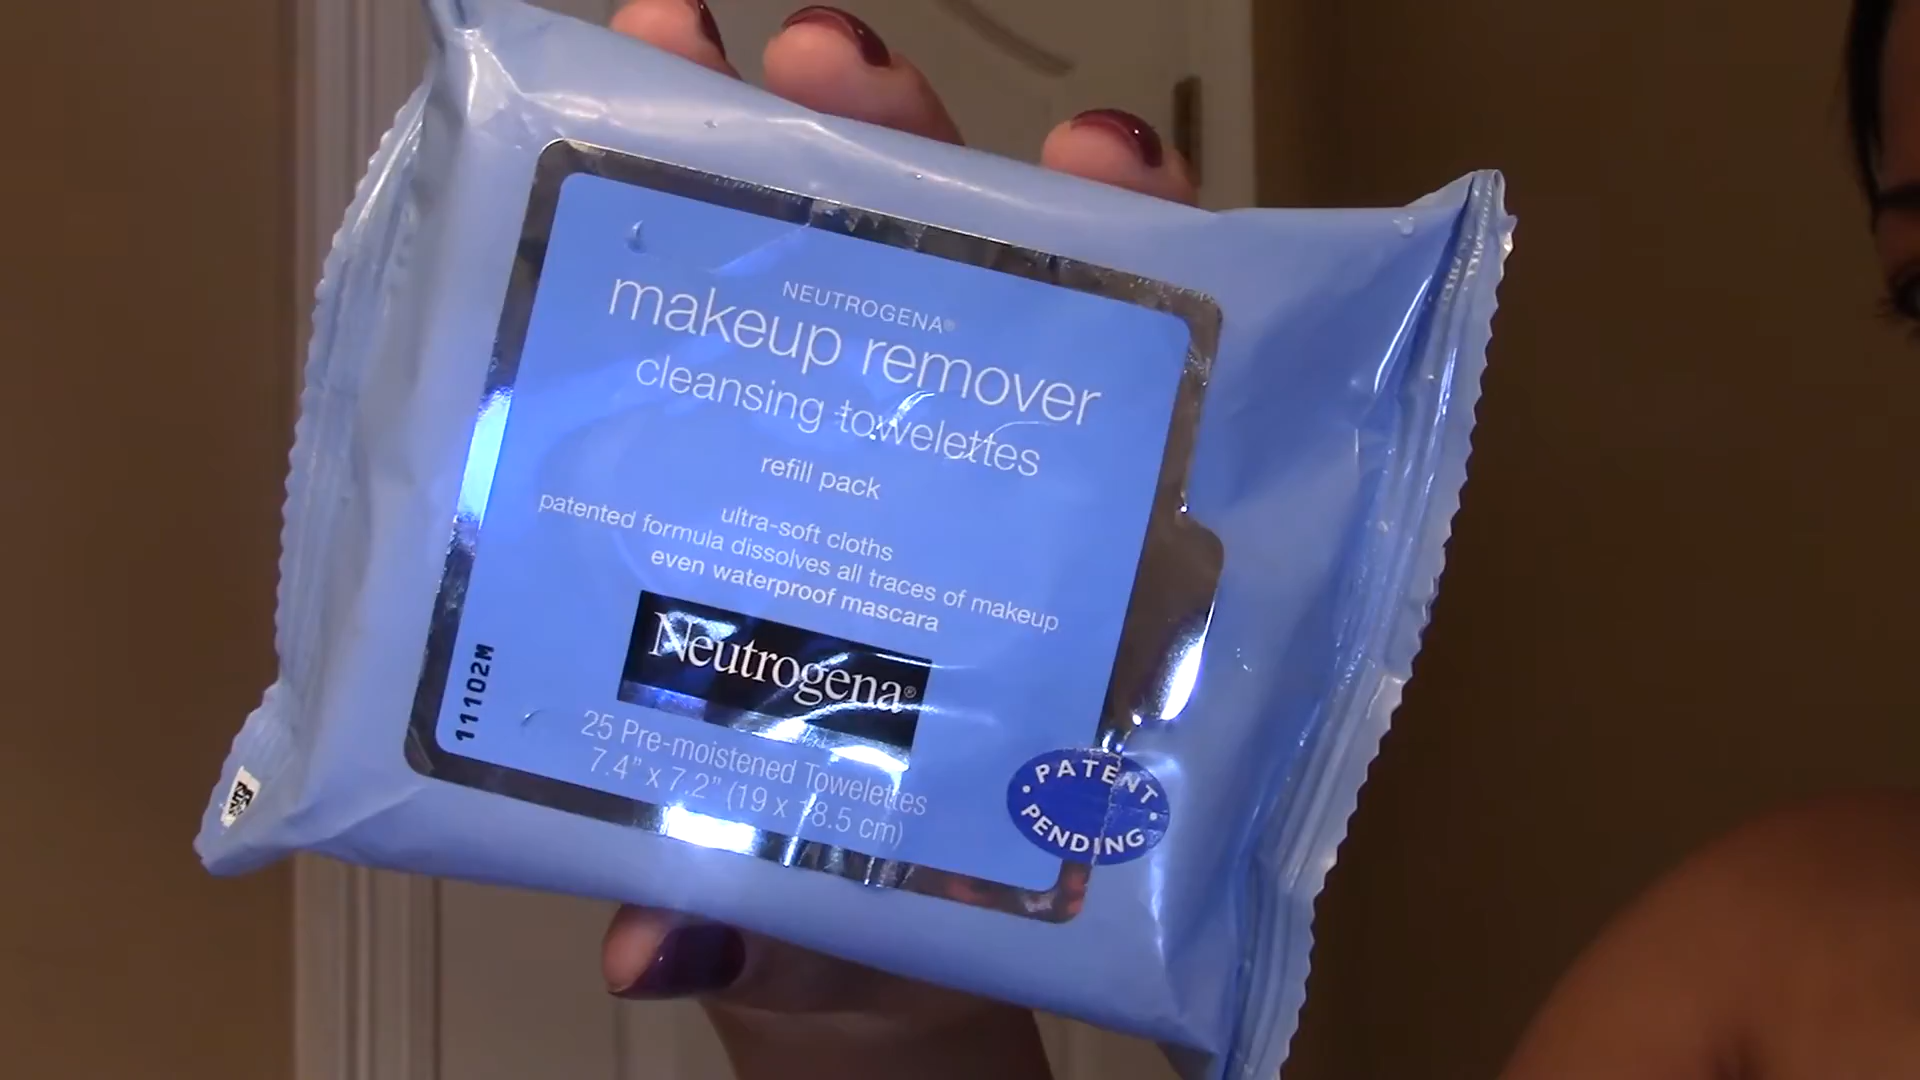 NEUTROGENA®
makeup remover
cleansing towelettes
refill pack
ultra-soft cloths
patented formula dissolves all traces of makeup
even waterproof mascara
Neutrogena®
25 Pre-moistened Towelettes
7.4" x 7.2" (19 x 18.5 cm)
11102M
PATENT
PENDING